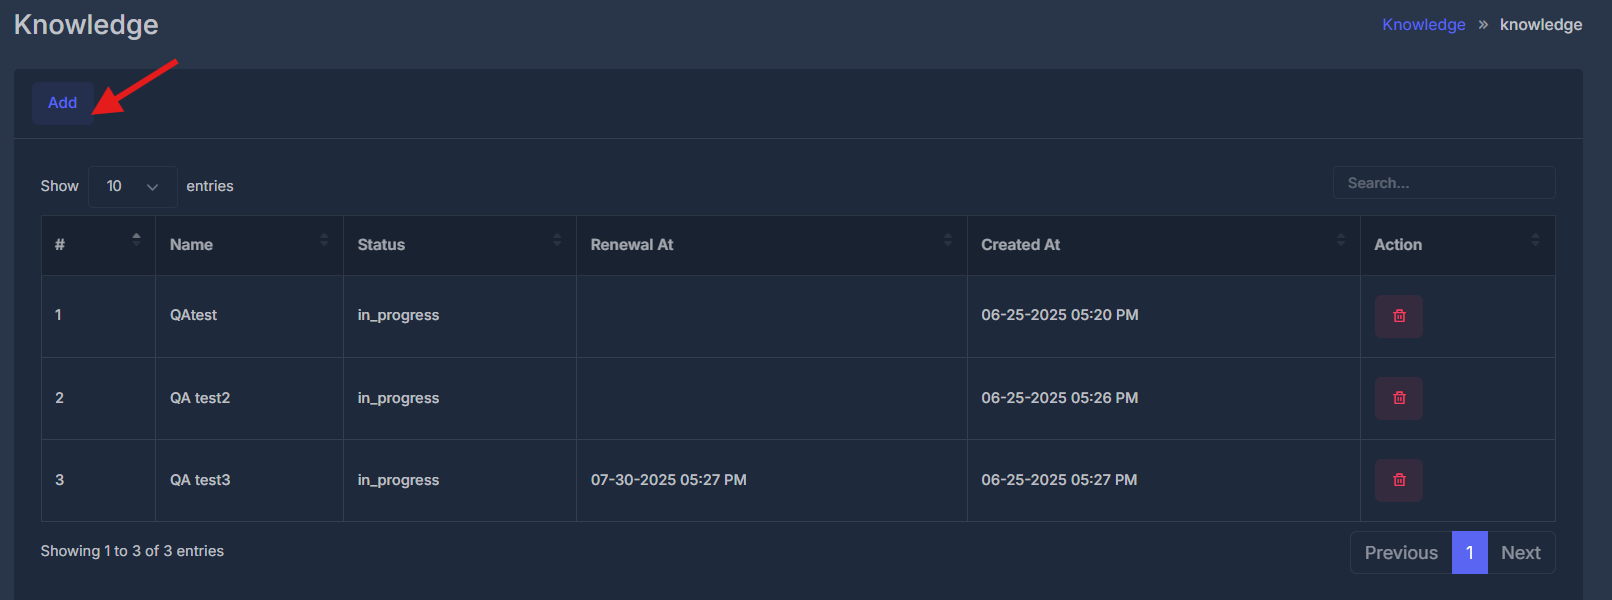 Knowledge
Knowledge » knowledge
Add
Show 10 entries
Search...
# Name Status Renewal At Created At Action
1 QAtest in_progress 06-25-2025 05:20 PM
2 QA test2 in_progress 06-25-2025 05:26 PM
3 QA test3 in_progress 07-30-2025 05:27 PM 06-25-2025 05:27 PM
Showing 1 to 3 of 3 entries
Previous 1 Next